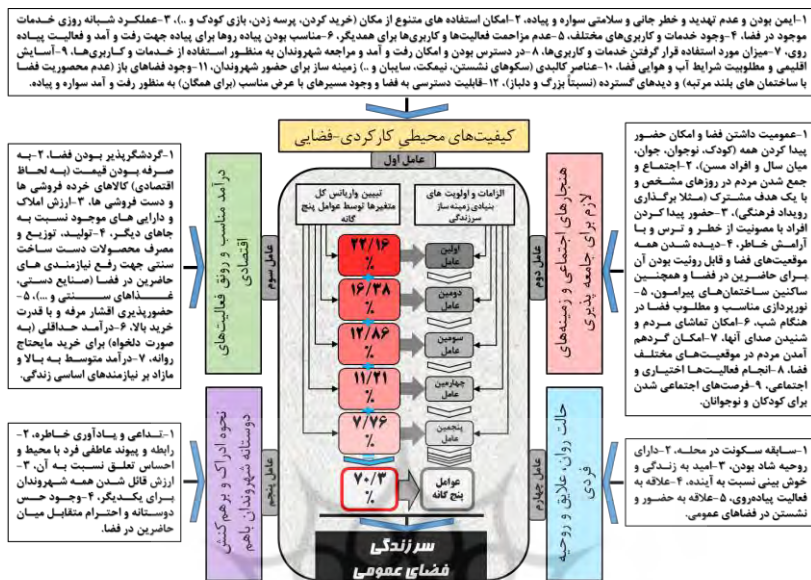 ۱-ایمن بودن و عدم تهدید و خطر جانی و سلامتی سواره و پیاده، ۲-امکان استفاده های متنوع از مکان (خرید کردن، پرسه زدن، بازی کودک و ..)، ۳-عملکرد شبانه روزی خدمات
موجود در فضا، ۴-وجود خدمات و کاربری‌های مختلف، ۵-عدم مزاحمت فعالیت‌ها و کاربری‌ها برای همدیگر، ۶-مناسب بودن پیاده روها برای پیاده جهت رفت و آمد و فعالیت پیاده
روی، ۷-میزان مورد استفاده قرار گرفتن خدمات و کاربری‌ها، ۸-در دسترس بودن و امکان رفت و آمد و مراجعه شهروندان به منظور استفاده از خدمات و کاربری‌ها، ۹-آسایش
اقلیمی و مطلوبیت شرایط آب و هوایی فضا، ۱۰-عناصر کالبدی (سکوهای نشستن، نیمکت، سایبان و ..) زمینه ساز برای حضور شهروندان، ۱۱-وجود فضاهای باز (عدم محصوریت فضا
با ساختمان های بلند مرتبه) و دیدهای گسترده (نسبتاً بزرگ و دلباز)، ۱۲-قابلیت دسترسی به فضا و وجود مسیرهای با عرض مناسب (برای همگان) به منظور رفت و آمد سواره و پیاده.
کیفیت‌های محیطی کارکردی-فضایی
عامل اول
۱-عمومیت داشتن فضا و امکان حضور
پیدا کردن همه (کودک، نوجوان، جوان،
میان سال و افراد مسن)، ۲-اجتماع و
جمع شدن مردم در روزهای مشخص و
با یک هدف مشترک (مثلا برگذاری
رویداد فرهنگی)، ۳-حضور پیدا کردن
افراد با مصونیت از خطر و ترس و با
آرامش خاطر، ۴-دیده شدن همه
موقعیت‌های فضا و قابل رویت بودن آن
برای حاضرین در فضا و همچنین
ساکنین ساختمان‌های پیرامون، ۵-
نورپردازی مناسب و مطلوب فضا در
هنگام شب، ۶-امکان تماشای مردم و
شنیدن صدای آنها، ۷-امکان گردهم
آمدن مردم در موقعیت‌های مختلف
فضا، ۸-انجام فعالیت‌ها اختیاری و
اجتماعی، ۹-فرصت‌های اجتماعی شدن
برای کودکان و نوجوانان.
هنجارهای اجتماعی و زمینه‌های
لازم برای جامعه پذیری
عامل دوم
الزامات و اولویت های
بنیادی زمینه ساز
سرزندگی
تبیین واریانس کل
متغیرها توسط عوامل پنج
گانه
اولین
عامل
۲۲/۱۶
%
دومین
عامل
۱۶/۳۸
%
سومین
عامل
۱۲/۸۶
%
چهارمین
عامل
۱۱/۲۱
%
پنجمین
عامل
۷/۷۶
%
عوامل
پنج گانه
۷۰/۳
%
سرزندگی
فضای عمومی
عامل سوم
درآمد مناسب و رونق فعالیت‌های
اقتصادی
۱-گردشگرپذیر بودن فضا، ۲-به
صرفه بودن قیمت (به لحاظ
اقتصادی) کالاهای خرده فروشی ها
و دست فروشی ها، ۳-ارزش املاک
و دارایی های موجود نسبت به
جاهای دیگر، ۴-تولید، توزیع و
مصرف محصولات دست ساخت
سنتی جهت رفع نیازمندی های
حاضرین در فضا (صنایع دستی،
غذاهای سنتی و ...)، ۵-
حضورپذیری اقشار مرفه و با قدرت
خرید بالا، ۶-درآمد حداقلی (به
صورت دلخواه) برای خرید مایحتاج
روانه، ۷-درآمد متوسط به بالا و
مازاد بر نیازمندهای اساسی زندگی.
۱-سابقه سکونت در محله، ۲-دارای
روحیه شاد بودن، ۳-امید به زندگی و
خوش بینی نسبت به آینده، ۴-علاقه به
فعالیت پیاده‌روی، ۵-علاقه به حضور و
نشستن در فضاهای عمومی.
حالت روان، علایق و روحیه
فردی
عامل چهارم
عامل پنجم
نحوه ادراک و برهم کنش
دوستانه شهروندان باهم
۱-تداعی و یادآوری خاطره، ۲-
رابطه و پیوند عاطفی فرد با محیط و
احساس تعلق نسبت به آن، ۳-
ارزش قائل شدن همه شهروندان
برای یکدیگر، ۴-وجود حس
دوستانه و احترام متقابل میان
حاضرین در فضا.